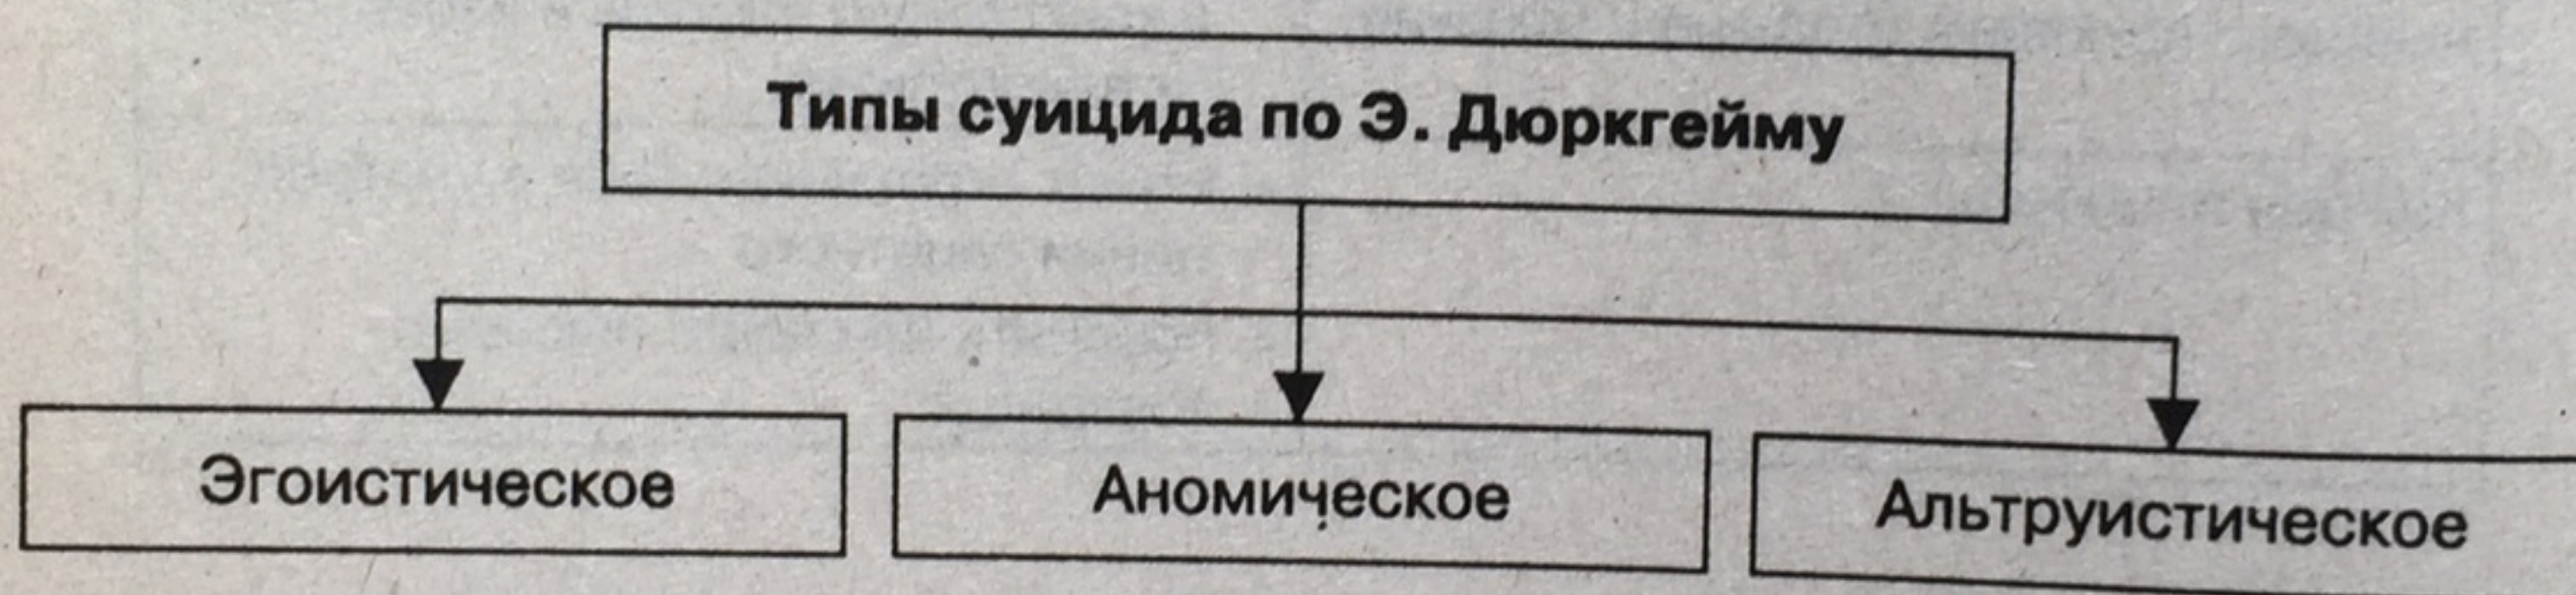 Типы суицида по Э. Дюркгейму
Эгоистическое
Аномическое
Альтруистическое